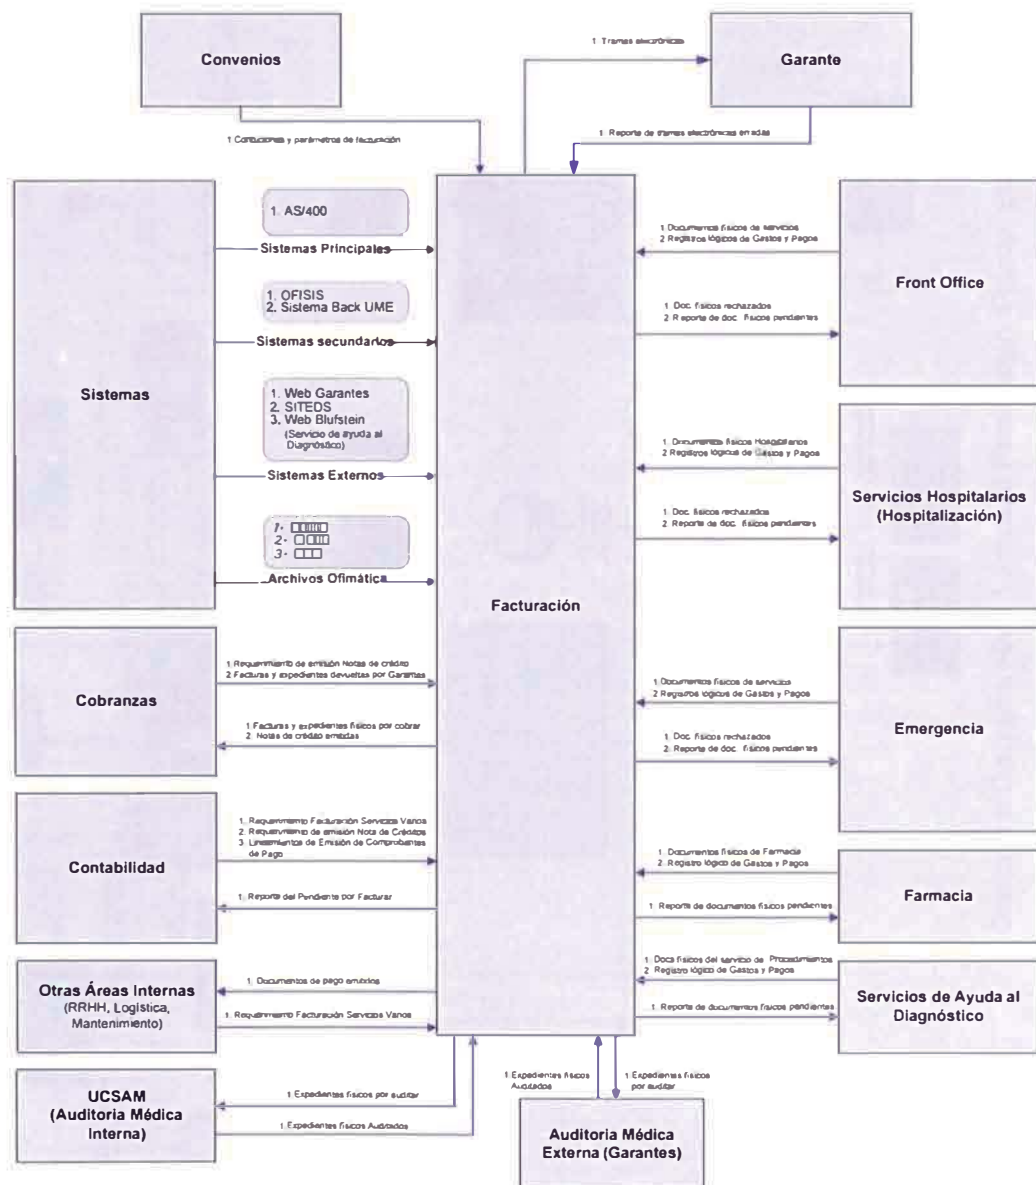 Convenios
1. Tramas electrónicas
Garante
1. Condiciones y parámetros de facturación
1. Reporte de tramas electrónicas erradas
1. AS/400
Sistemas Principales
1. OFISIS
2. Sistema Back UME
Sistemas secundarios
Sistemas
1. Web Garantes
2. SITEDS
3. Web Blufstein
(Servicio de ayuda al
Diagnóstico)
Sistemas Externos
1-
2-
3-
Archivos Ofimática
Facturación
1. Documentos físicos de servicios
2. Registros lógicos de Gastos y Pagos
Front Office
1. Doc. físicos rechazados
2. Reporte de doc. físicos pendientes
1. Documentos físicos Hospitalarios
2. Registros lógicos de Gastos y Pagos
Servicios Hospitalarios
(Hospitalización)
1. Doc. físicos rechazados
2. Reporte de doc. físicos pendientes
1. Requerimiento de emisión Notas de crédito
2. Facturas y expedientes devueltas por Garantes
Cobranzas
1. Facturas y expedientes físicos por cobrar
2. Notas de crédito emitidas
1. Documentos físicos de servicios
2. Registros lógicos de Gastos y Pagos
Emergencia
1. Doc. físicos rechazados
2. Reporte de doc. físicos pendientes
1. Requerimiento Facturación Servicios Varios
2. Requerimiento de emisión Nota de Créditos
3. Lineamientos de Emisión de Comprobantes
de Pago
Contabilidad
1. Reporte del Pendiente por Facturar
1. Documentos físicos de Farmacia
2. Registro lógico de Gastos y Pagos
Farmacia
1. Reporte de documentos físicos pendientes
Otras Áreas Internas
(RRHH, Logística,
Mantenimiento)
1. Documentos de pago emitidos
1. Requerimiento Facturación Servicios Varios
1. Docs físicos del servicio de Procedimientos
2. Registro lógico de Gastos y Pagos
Servicios de Ayuda al
Diagnóstico
1. Reporte de documentos físicos pendientes
UCSAM
(Auditoria Médica
Interna)
1. Expedientes físicos por auditar
1. Expedientes físicos Auditados
1. Expedientes físicos
Auditados
1. Expedientes físicos
por auditar
Auditoria Médica
Externa (Garantes)